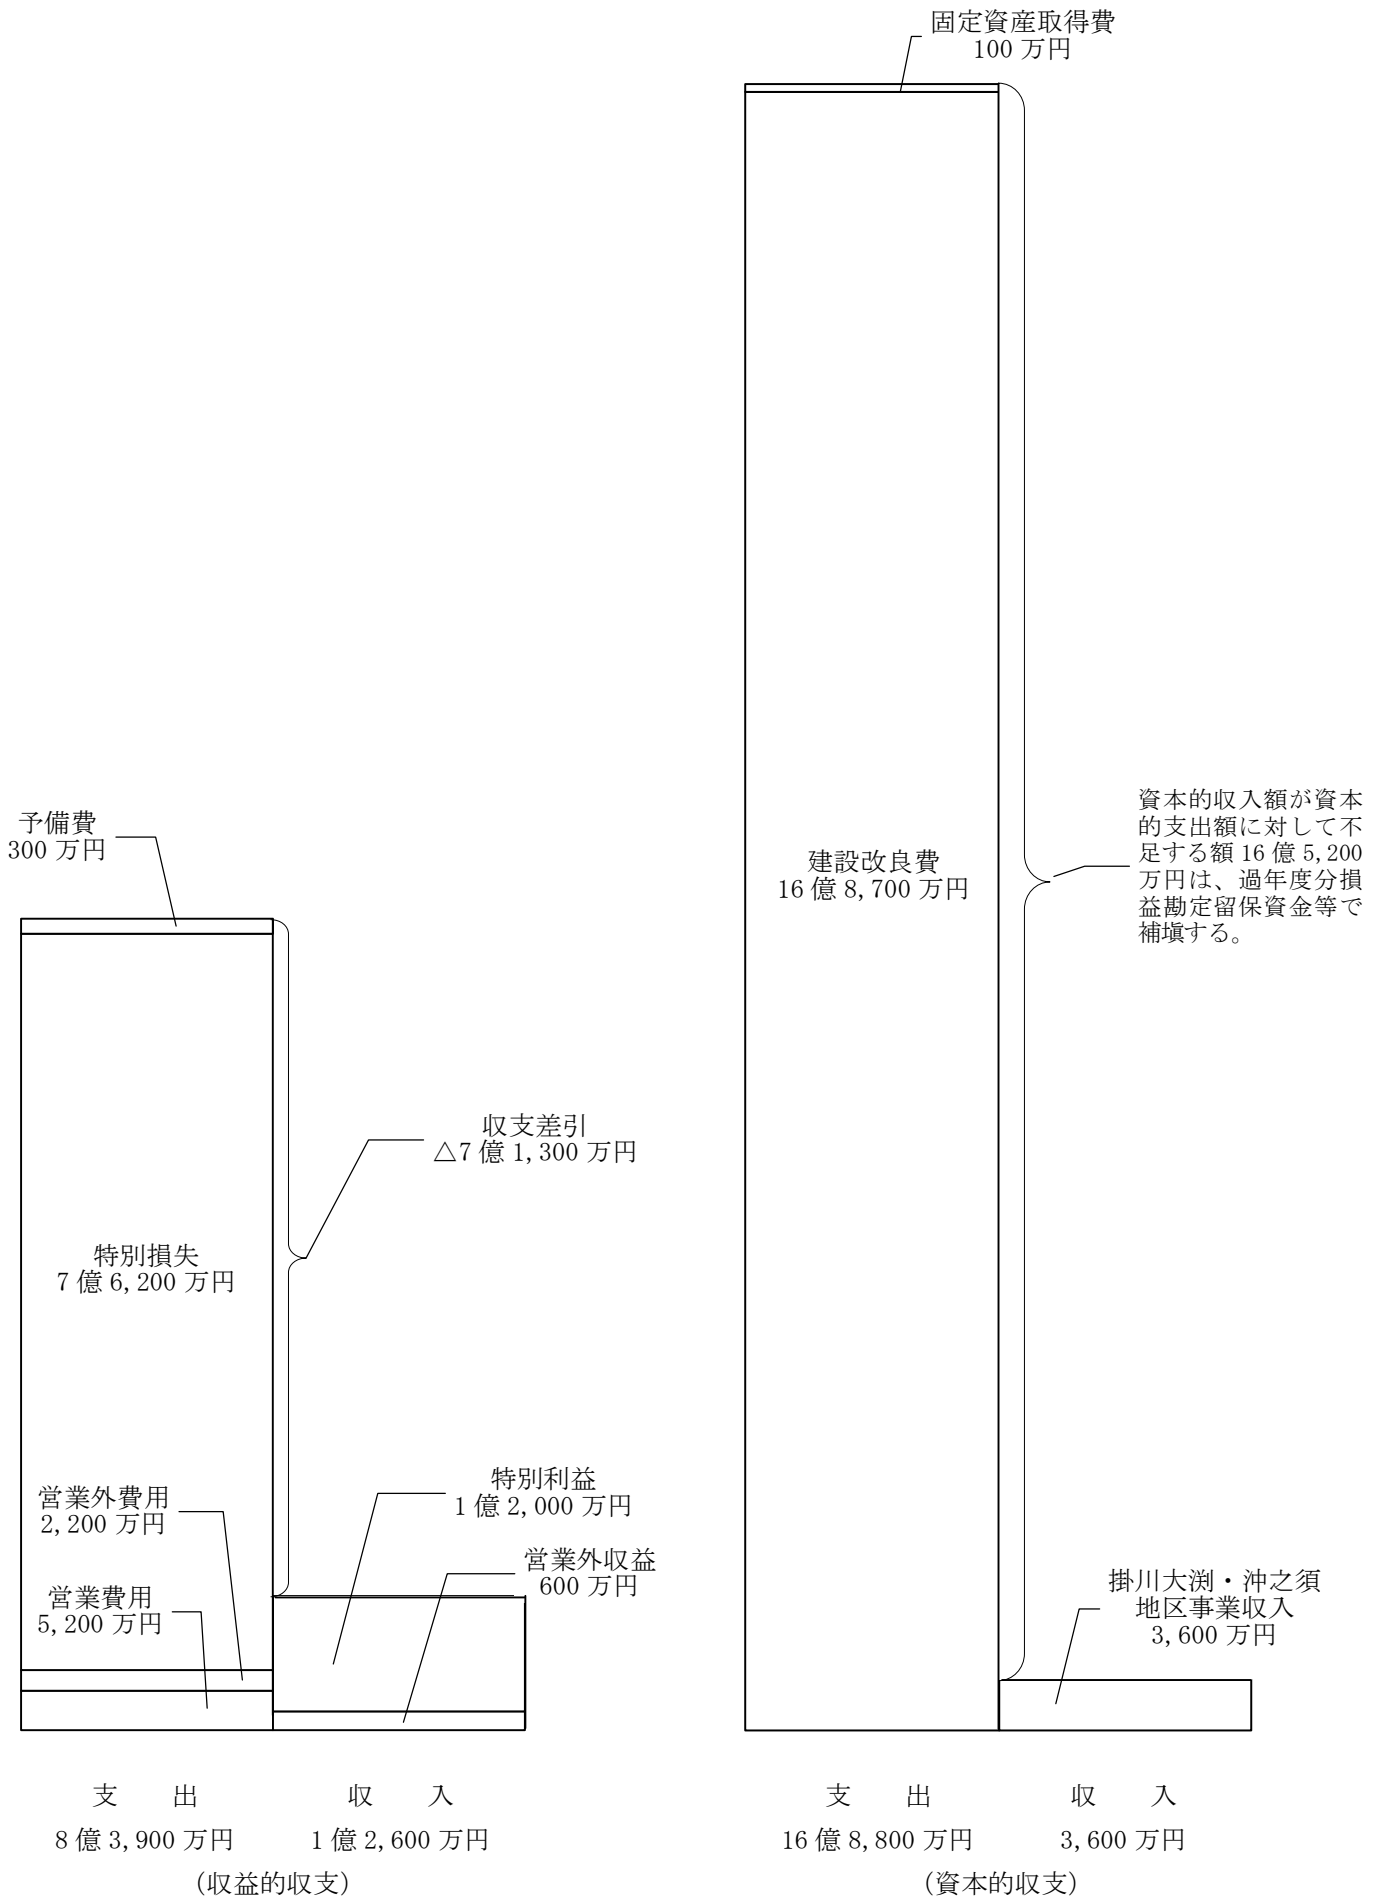 固定資産取得費
100 万円
資本的収入額が資本
的支出額に対して不
足する額 16 億 5,200
万円は、過年度分損
益勘定留保資金等で
補塡する。
建設改良費
16 億 8,700 万円
予備費
300 万円
収支差引
△7 億 1,300 万円
特別損失
7 億 6,200 万円
特別利益
1 億 2,000 万円
営業外費用
2,200 万円
営業外収益
600 万円
営業費用
5,200 万円
掛川大渕・沖之須
地区事業収入
3,600 万円
支　出　収　入
8 億 3,900 万円　1 億 2,600 万円
（収益的収支）
支　出　収　入
16 億 8,800 万円　3,600 万円
（資本的収支）